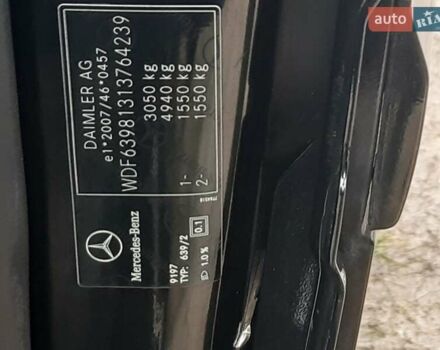 DAIMLER AG
e1*2007/46*0457
WDF63981313764239
3050 kg
4940 kg
1- 1550 kg
2- 1550 kg
Mercedes-Benz
9197
TYP: 639/2
0.1
1.0%
auto RIA